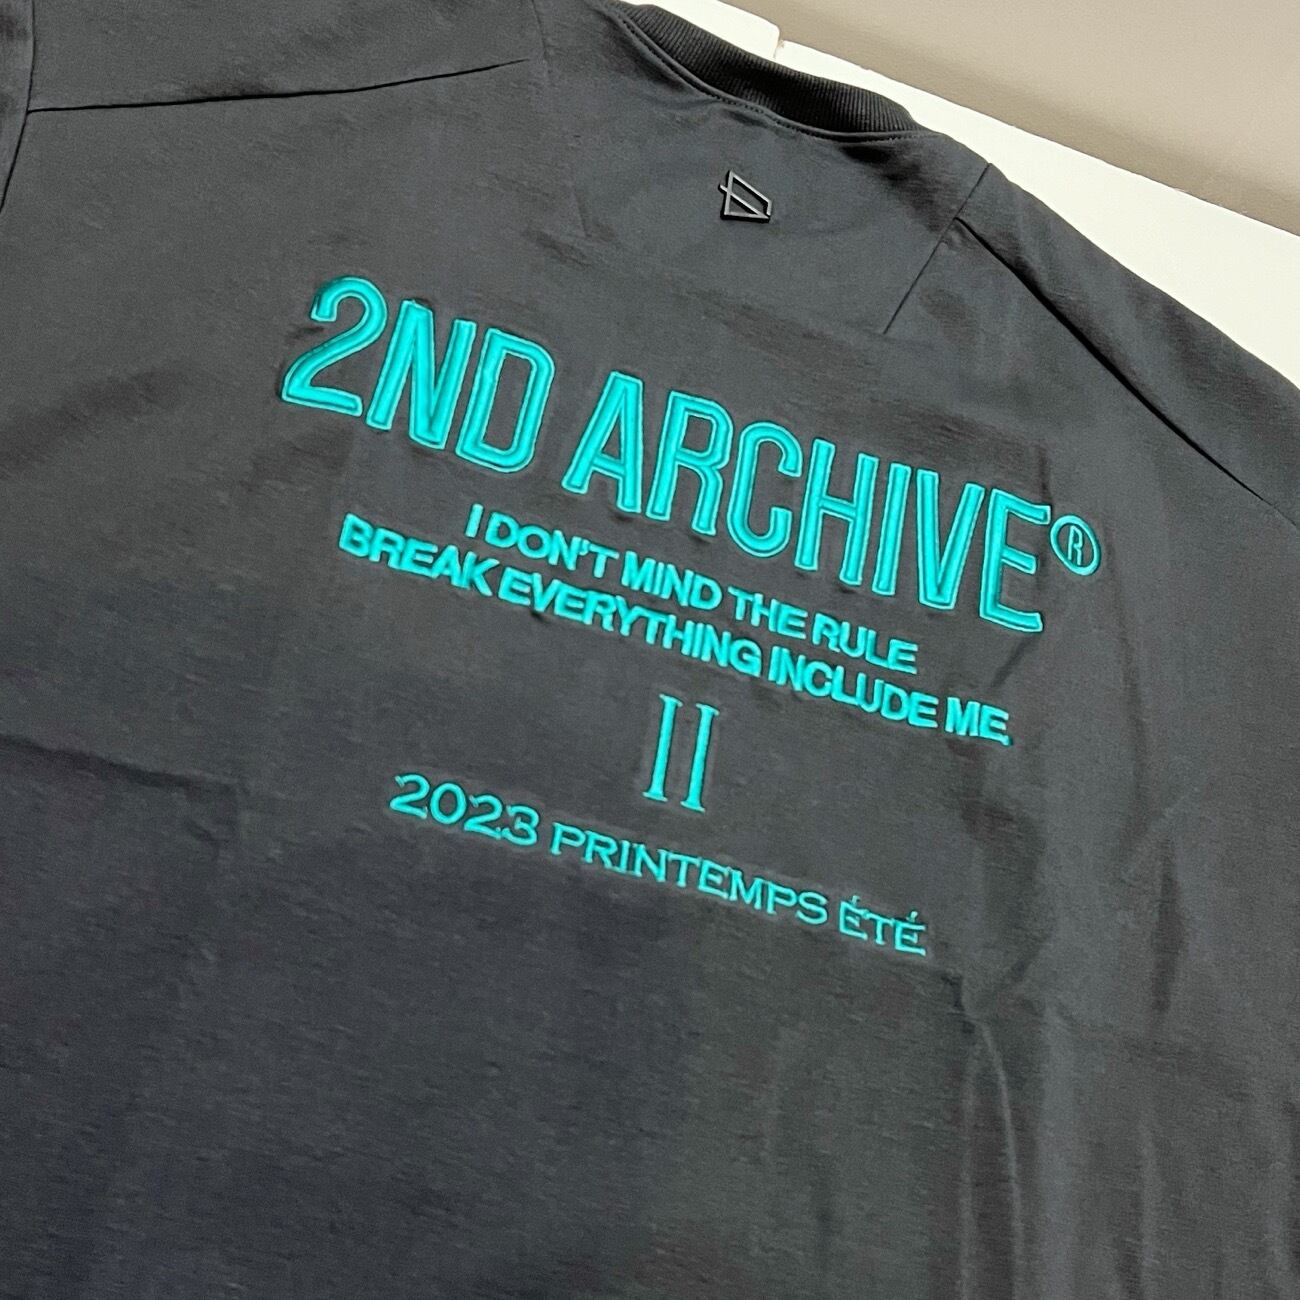 2ND ARCHIVE®
I DON'T MIND THE RULE
BREAK EVERYTHING INCLUDE ME.
II
2023 PRINTEMPS ÉTÉ